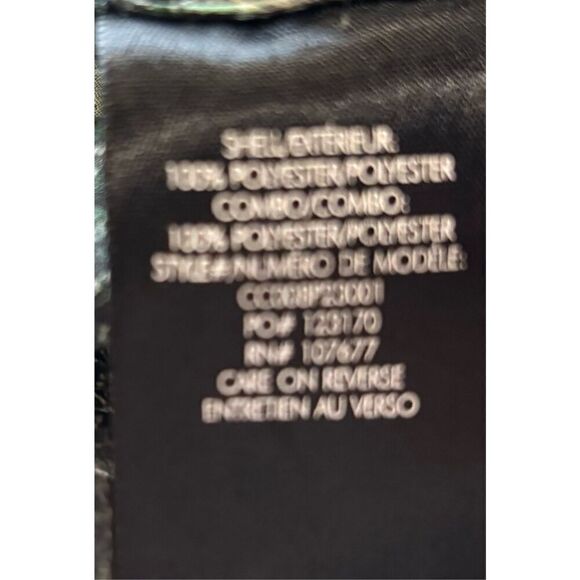 SHELL/EXTÉRIEUR:
100% POLYESTER/POLYESTER
COMBO/COMBO:
100% POLYESTER/POLYESTER
STYLE# NUMÉRO DE MODÈLE:
PO# 123170
RN# 107677
CARE ON REVERSE
ENTRETIEN AU VERSO